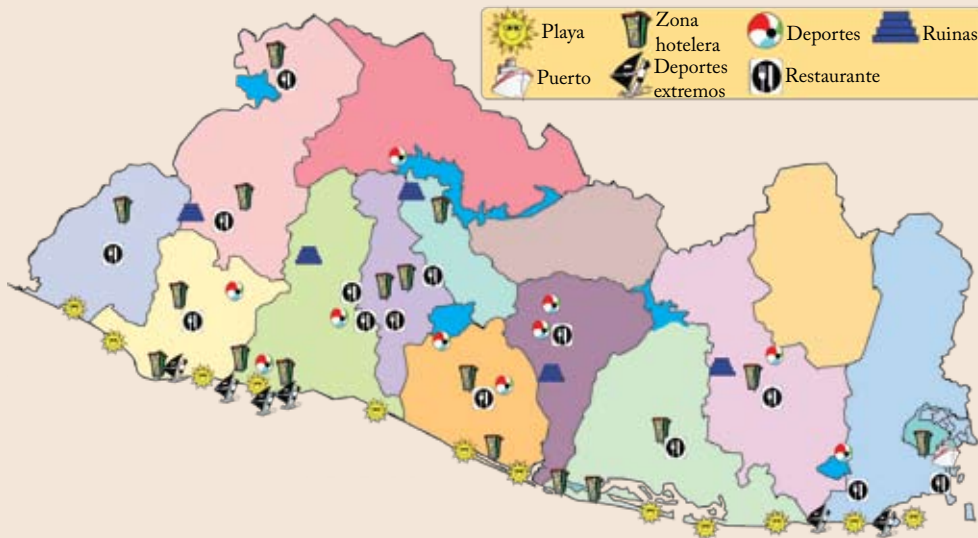 Playa
Zona
hotelera
Deportes
Ruinas
Puerto
Deportes
extremos
Restaurante